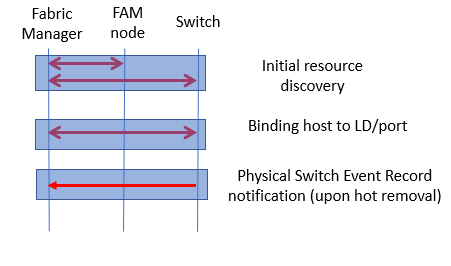 Fabric
Manager
FAM
node
Switch
Initial resource
discovery
Binding host to LD/port
Physical Switch Event Record
notification (upon hot removal)